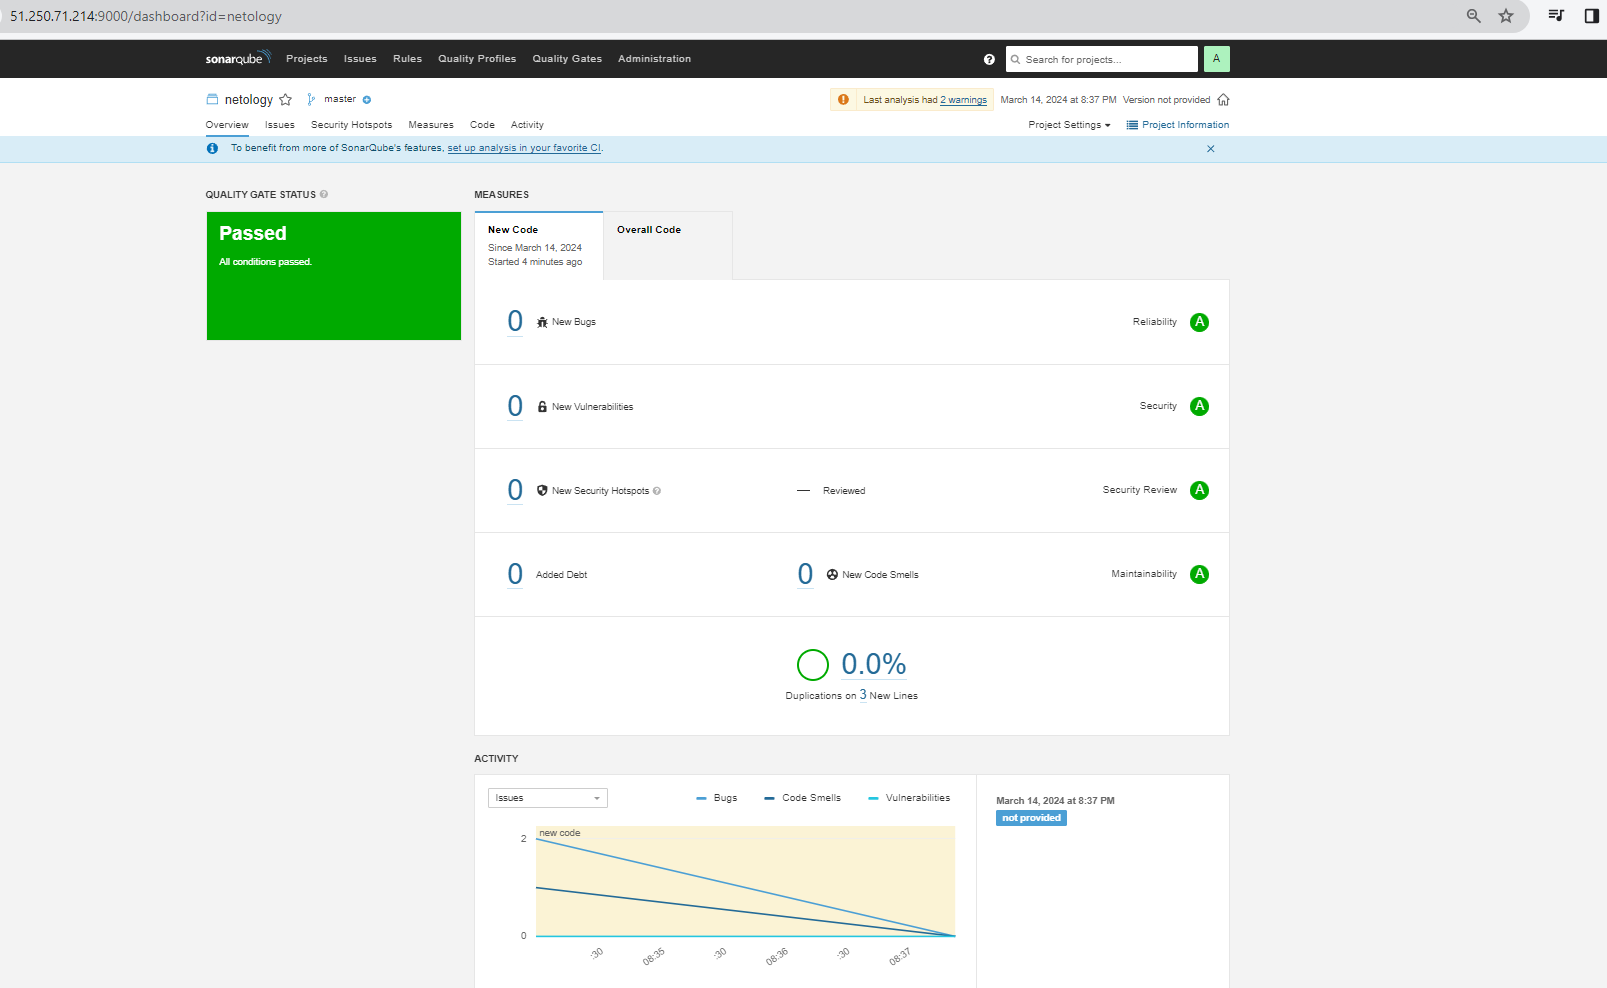 51.250.71.214:9000/dashboard?id=netology
sonarqube Projects Issues Rules Quality Profiles Quality Gates Administration Search for projects... A
netology master Last analysis had 2 warnings March 14, 2024 at 8:37 PM Version not provided
Overview Issues Security Hotspots Measures Code Activity Project Settings Project Information
To benefit from more of SonarQube's features, set up analysis in your favorite CI.
QUALITY GATE STATUS
Passed
All conditions passed.
MEASURES
New Code
Since March 14, 2024
Started 4 minutes ago
Overall Code
0 New Bugs Reliability A
0 New Vulnerabilities Security A
0 New Security Hotspots — Reviewed Security Review A
0 Added Debt 0 New Code Smells Maintainability A
0.0%
Duplications on 3 New Lines
ACTIVITY
Issues Bugs Code Smells Vulnerabilities
new code
2
0
:30 08:35 :30 08:36 :30 08:37
March 14, 2024 at 8:37 PM
not provided